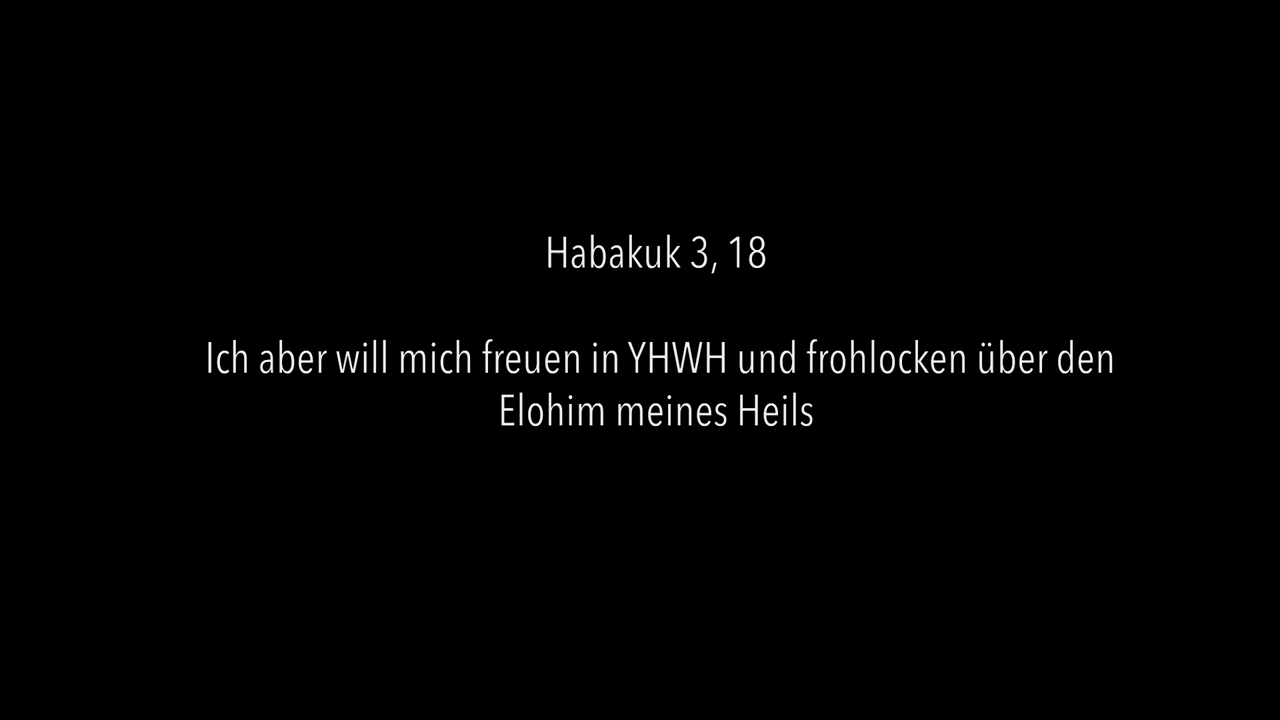 Habakuk 3, 18
Ich aber will mich freuen in YHWH und frohlocken über den
Elohim meines Heils